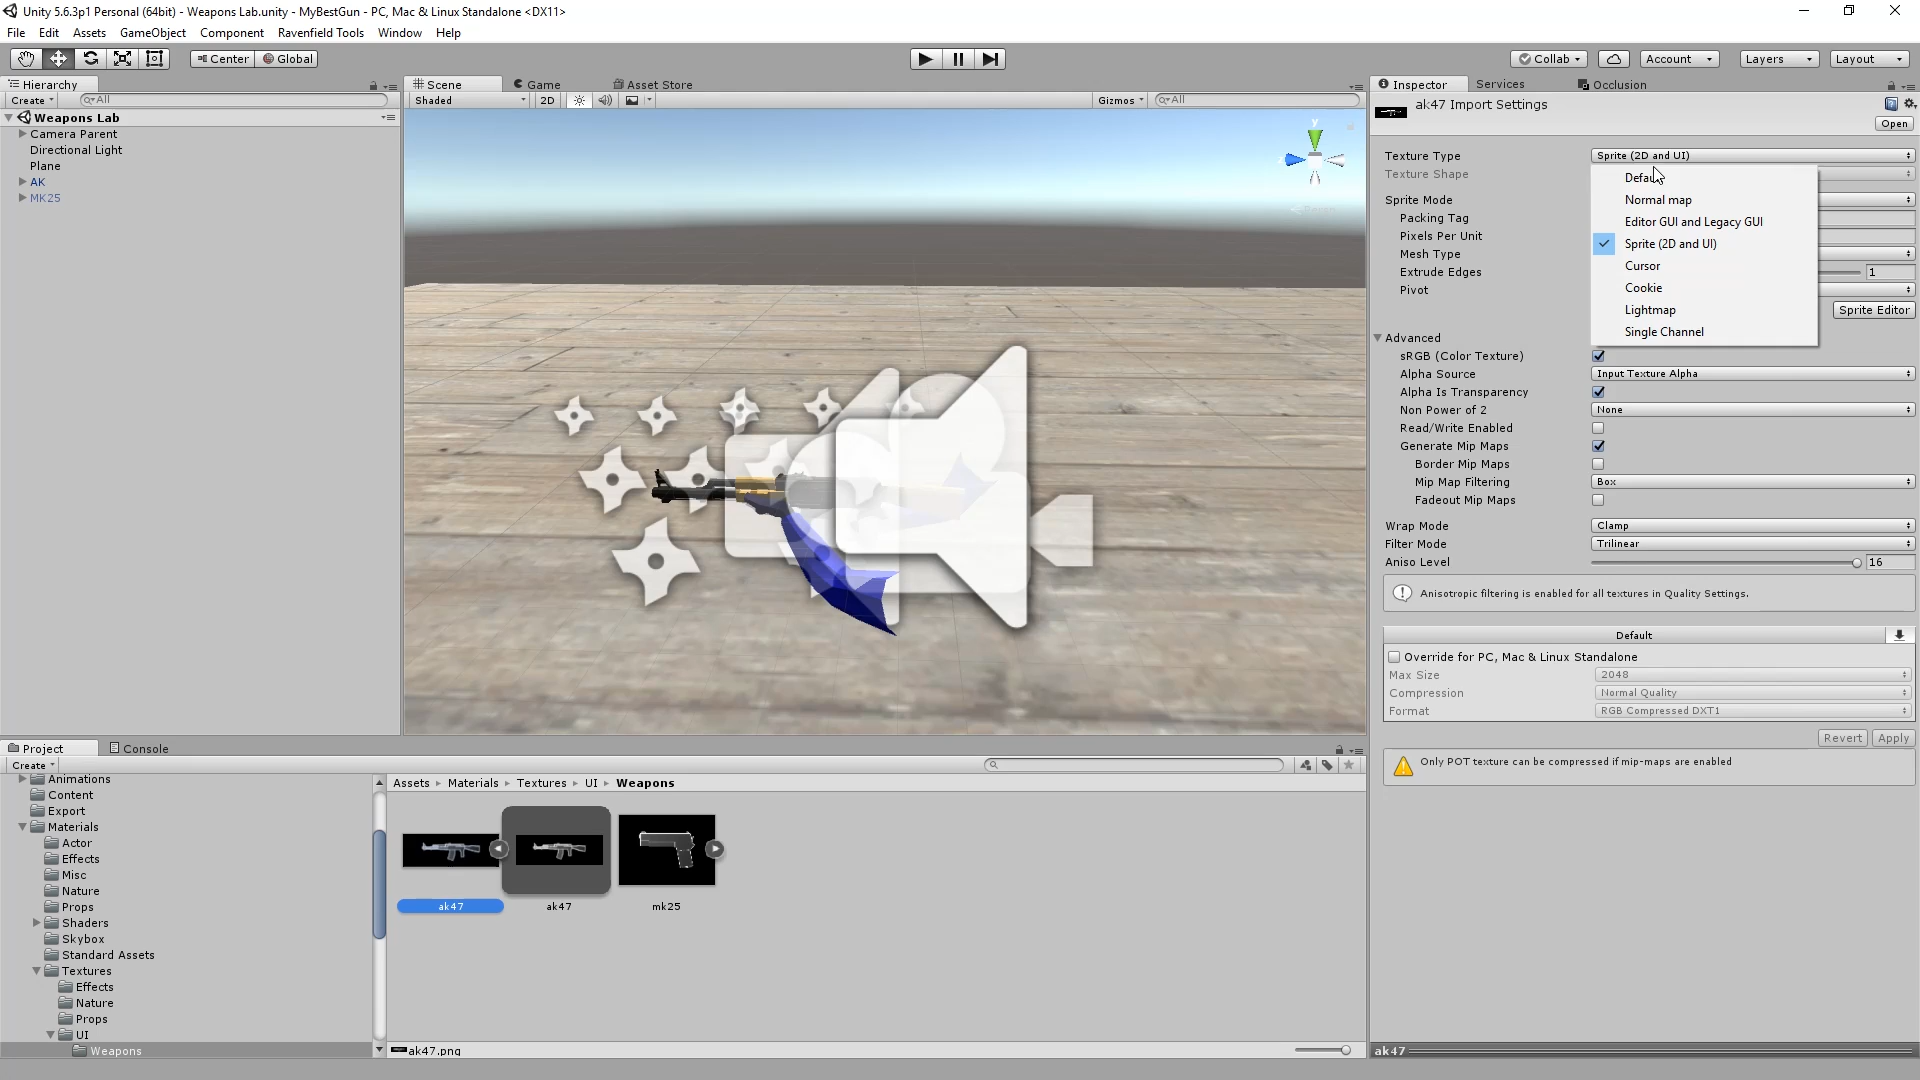 Unity 5.6.3p1 Personal (64bit) - Weapons Lab.unity - MyBestGun - PC, Mac & Linux Standalone <DX11>
File Edit Assets GameObject Component Ravenfield Tools Window Help
Center Global Collab Account Layers Layout
Hierarchy
Create All
Weapons Lab
Camera Parent
Directional Light
Plane
AK
MK25
Scene Game Asset Store
Shaded 2D Gizmos All
y
Inspector Services Occlusion
ak47 Import Settings
Open
Texture Type Sprite (2D and UI)
Texture Shape
Sprite Mode
Packing Tag
Pixels Per Unit
Mesh Type
Extrude Edges 1
Pivot
Default
Normal map
Editor GUI and Legacy GUI
Sprite (2D and UI)
Cursor
Cookie
Lightmap
Single Channel
Sprite Editor
Advanced
sRGB (Color Texture)
Alpha Source Input Texture Alpha
Alpha Is Transparency
Non Power of 2 None
Read/Write Enabled
Generate Mip Maps
Border Mip Maps
Mip Map Filtering Box
Fadeout Mip Maps
Wrap Mode Clamp
Filter Mode Trilinear
Aniso Level 16
Anisotropic filtering is enabled for all textures in Quality Settings.
Default
Override for PC, Mac & Linux Standalone
Max Size 2048
Compression Normal Quality
Format RGB Compressed DXT1
Revert Apply
Only POT texture can be compressed if mip-maps are enabled
ak47
Project Console
Create
Animations
Content
Export
Materials
Actor
Effects
Misc
Nature
Props
Shaders
Skybox
Standard Assets
Textures
Effects
Nature
Props
UI
Weapons
Assets Materials Textures UI Weapons
ak47 ak47 mk25
ak47.png